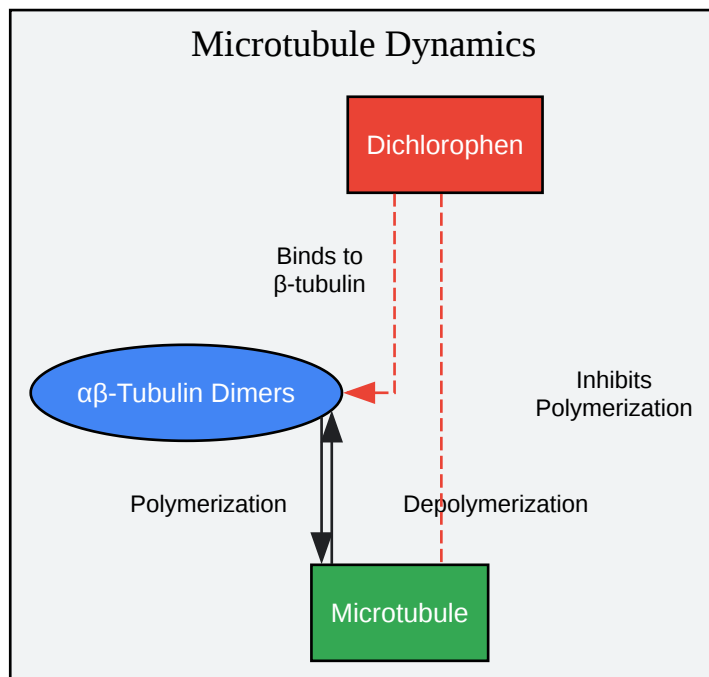 Microtubule Dynamics
Dichlorophen
Binds to
β-tubulin
αβ-Tubulin Dimers
Inhibits
Polymerization
Polymerization
Depolymerization
Microtubule